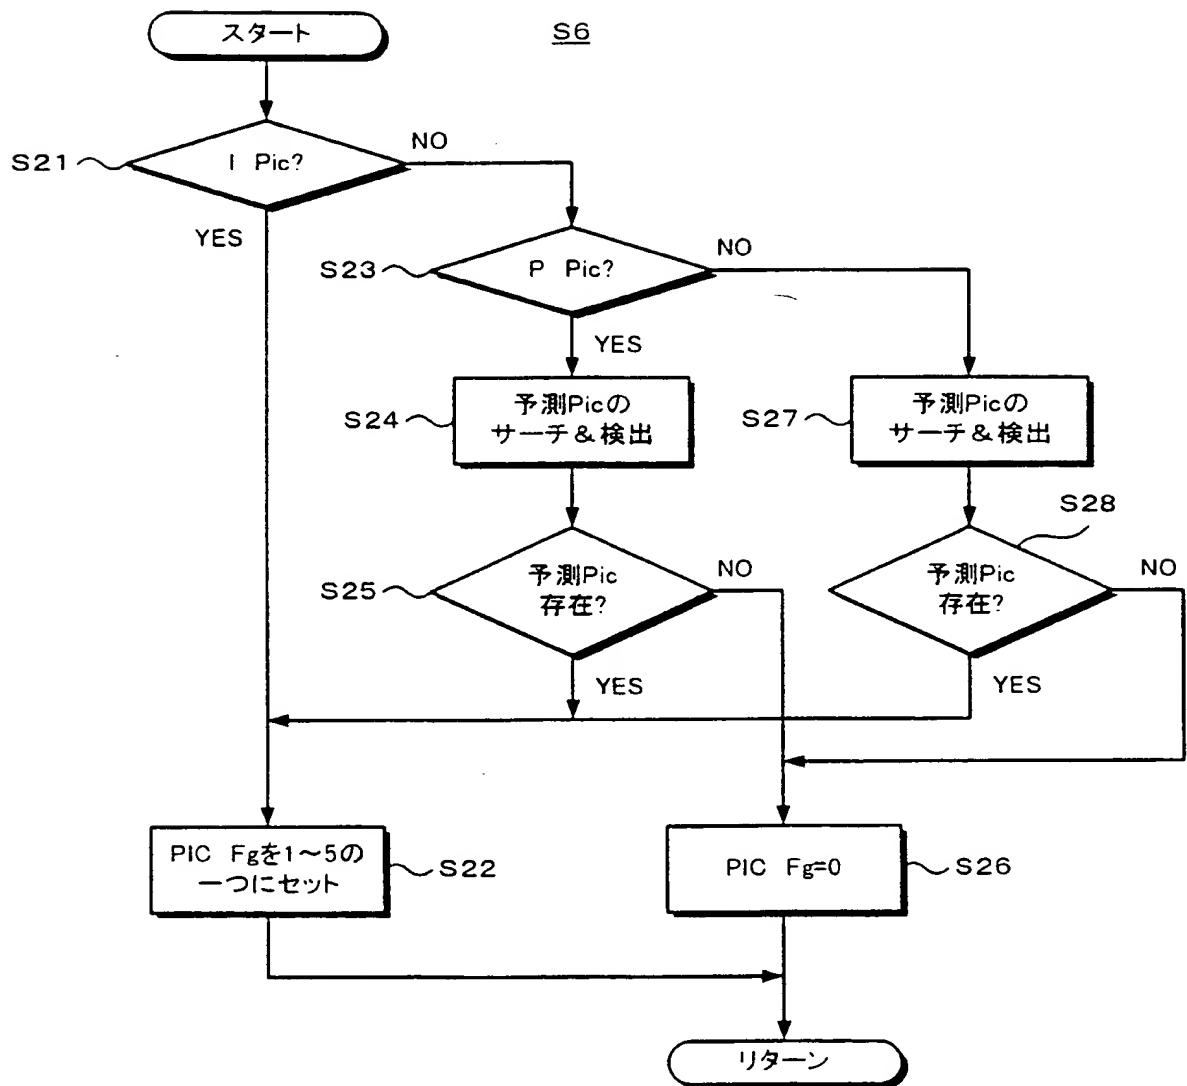 スタート
S6
S21
I Pic?
NO
YES
S23
P Pic?
NO
YES
S24
予測Picの
サーチ&検出
S27
予測Picの
サーチ&検出
S25
予測Pic
存在?
NO
YES
S28
予測Pic
存在?
NO
YES
PIC Fgを1~5の
一つにセット
S22
PIC Fg=0
S26
リターン